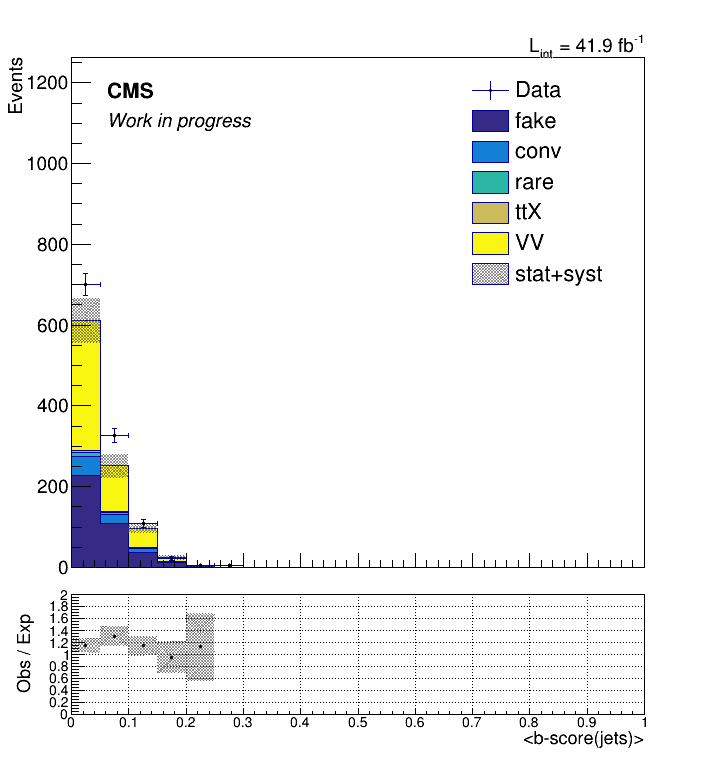 L_int = 41.9 fb^-1
Events
1200
1000
800
600
400
200
0
CMS
Work in progress
Data
fake
conv
rare
ttX
VV
stat+syst
Obs / Exp
2
1.8
1.6
1.4
1.2
1
0.8
0.6
0.4
0.2
0
0 0.1 0.2 0.3 0.4 0.5 0.6 0.7 0.8 0.9 1
<b-score(jets)>